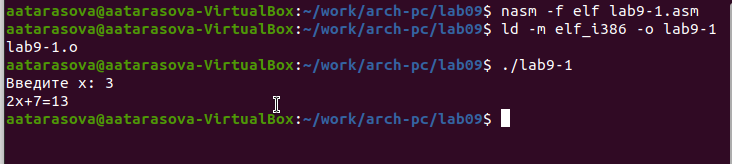 aatarasova@aatarasova-VirtualBox:~/work/arch-pc/lab09$ nasm -f elf lab9-1.asm
aatarasova@aatarasova-VirtualBox:~/work/arch-pc/lab09$ ld -m elf_i386 -o lab9-1
lab9-1.o
aatarasova@aatarasova-VirtualBox:~/work/arch-pc/lab09$ ./lab9-1
Введите x: 3
2x+7=13
aatarasova@aatarasova-VirtualBox:~/work/arch-pc/lab09$